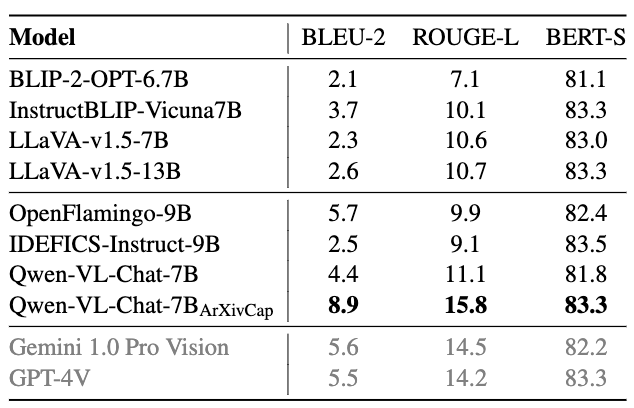 Model BLEU-2 ROUGE-L BERT-S
BLIP-2-OPT-6.7B 2.1 7.1 81.1
InstructBLIP-Vicuna7B 3.7 10.1 83.3
LLaVA-v1.5-7B 2.3 10.6 83.0
LLaVA-v1.5-13B 2.6 10.7 83.3
OpenFlamingo-9B 5.7 9.9 82.4
IDEFICS-Instruct-9B 2.5 9.1 83.5
Qwen-VL-Chat-7B 4.4 11.1 81.8
Qwen-VL-Chat-7BArXivCap 8.9 15.8 83.3
Gemini 1.0 Pro Vision 5.6 14.5 82.2
GPT-4V 5.5 14.2 83.3